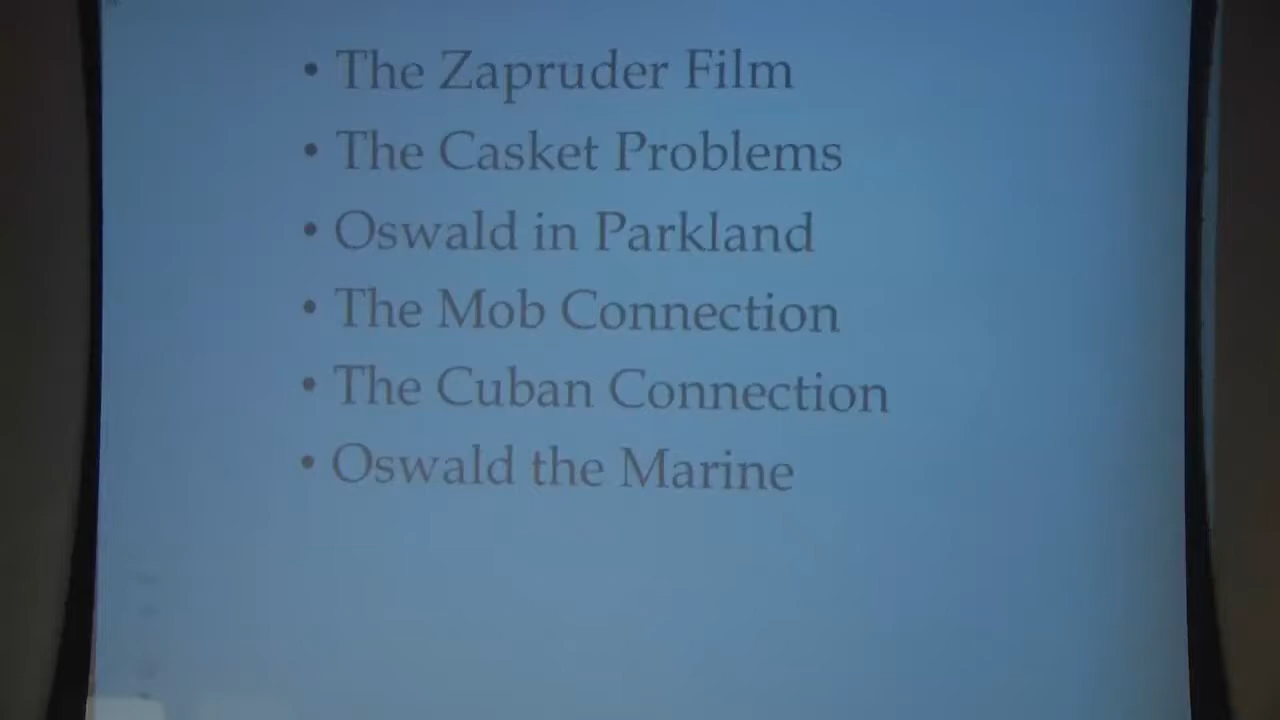 • The Zapruder Film
• The Casket Problems
• Oswald in Parkland
• The Mob Connection
• The Cuban Connection
• Oswald the Marine